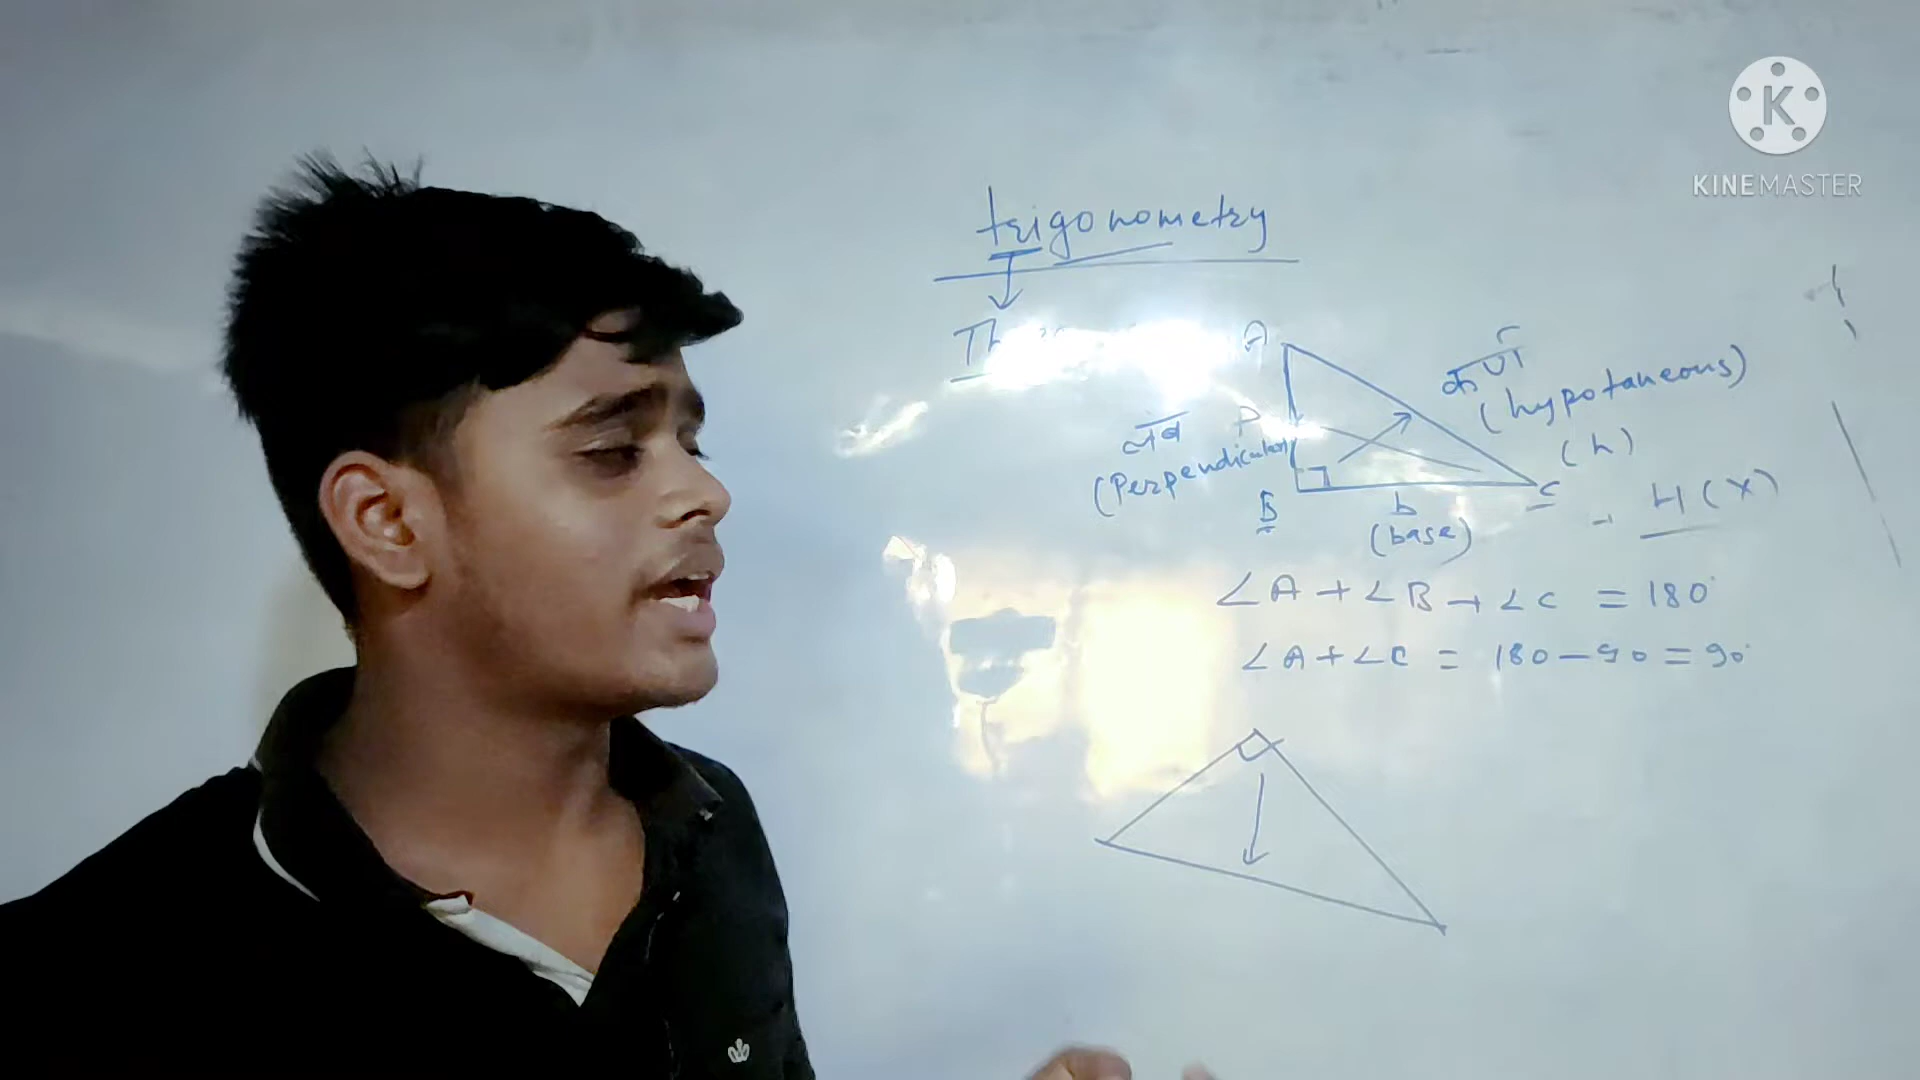 K
KINEMASTER
trigonometry
A
कर्ण
(hypotaneous)
(h)
P
लंब
(Perpendicular)
B
C
b
(base)
H (X)
∠A + ∠B + ∠C = 180°
∠A + ∠C = 180 - 90 = 90°